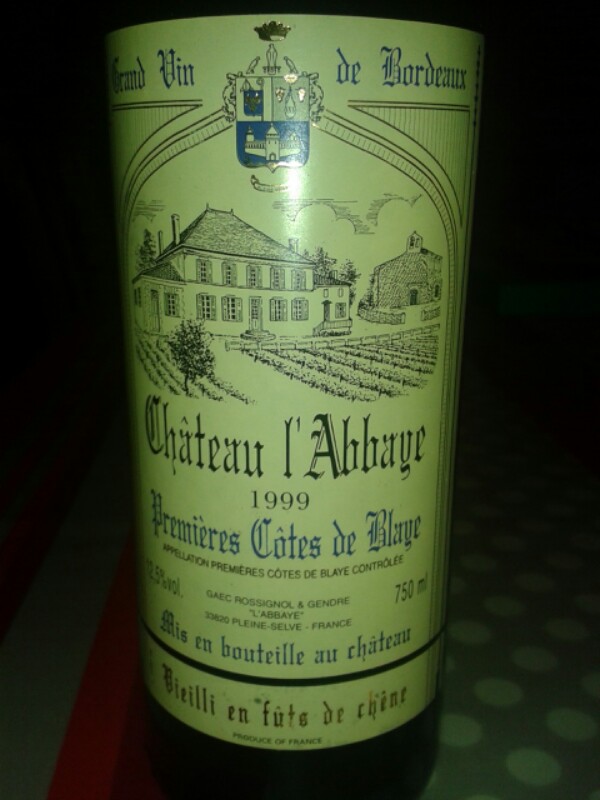 Grand Vin de Bordeaux
Château l'Abbaye
1999
Premières Côtes de Blaye
APPELLATION PREMIÈRES CÔTES DE BLAYE CONTRÔLÉE
12,5%vol. 750 ml
GAEC ROSSIGNOL & GENDRE
"L'ABBAYE"
33820 PLEINE-SELVE - FRANCE
Mis en bouteille au château
Vieilli en fûts de chêne
PRODUCE OF FRANCE